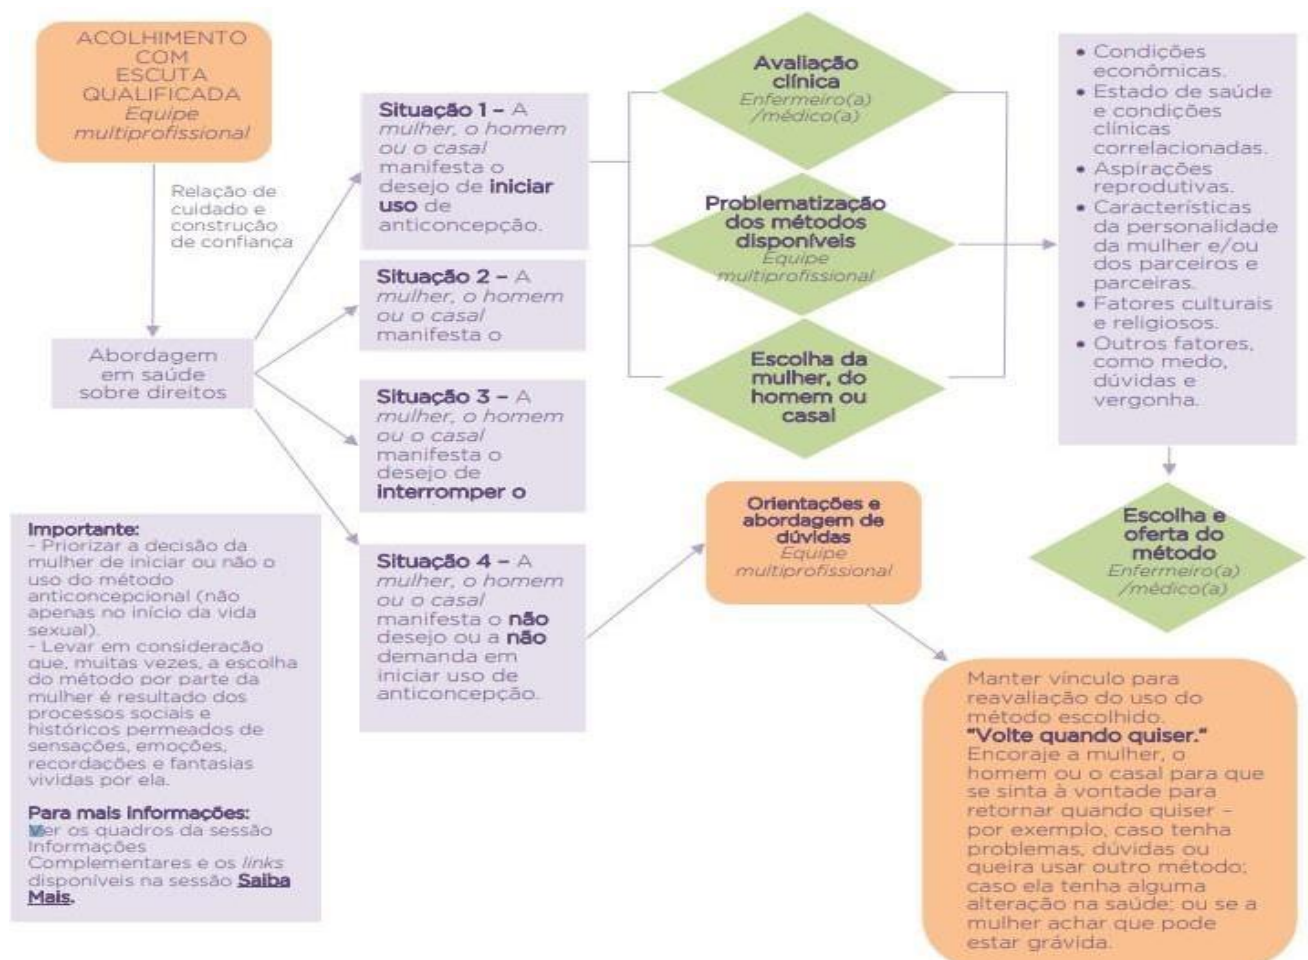 ACOLHIMENTO
COM
ESCUTA
QUALIFICADA
Equipe
multiprofissional
Relação de
cuidado e
construção
de confiança
Abordagem
em saúde
sobre direitos
Situação 1 – A
mulher, o homem
ou o casal
manifesta o
desejo de iniciar
uso de
anticoncepção.
Situação 2 – A
mulher, o homem
ou o casal
manifesta o
Situação 3 – A
mulher, o homem
ou o casal
manifesta o
desejo de
interromper o
Situação 4 – A
mulher, o homem
ou o casal
manifesta o não
desejo ou a não
demanda em
iniciar uso de
anticoncepção.
Avaliação
clínica
Enfermeiro(a)
/médico(a)
Problematização
dos métodos
disponíveis
Equipe
multiprofissional
Escolha da
mulher, do
homem ou
casal
• Condições
econômicas.
• Estado de saúde
e condições
clínicas
correlacionadas.
• Aspirações
reprodutivas.
• Características
da personalidade
da mulher e/ou
dos parceiros e
parceiras.
• Fatores culturais
e religiosos.
• Outros fatores,
como medo,
dúvidas e
vergonha.
Escolha e
oferta do
método
Enfermeiro(a)
/médico(a)
Orientações e
abordagem de
dúvidas
Equipe
multiprofissional
Manter vínculo para
reavaliação do uso do
método escolhido.
"Volte quando quiser."
Encoraje a mulher, o
homem ou o casal para que
se sinta à vontade para
retornar quando quiser –
por exemplo, caso tenha
problemas, dúvidas ou
queira usar outro método;
caso ela tenha alguma
alteração na saúde; ou se a
mulher achar que pode
estar grávida.
Importante:
- Priorizar a decisão da
mulher de iniciar ou não o
uso do método
anticoncepcional (não
apenas no início da vida
sexual).
- Levar em consideração
que, muitas vezes, a escolha
do método por parte da
mulher é resultado dos
processos sociais e
históricos permeados de
sensações, emoções,
recordações e fantasias
vividas por ela.
Para mais informações:
Ver os quadros da sessão
Informações
Complementares e os links
disponíveis na sessão Saiba
Mais.